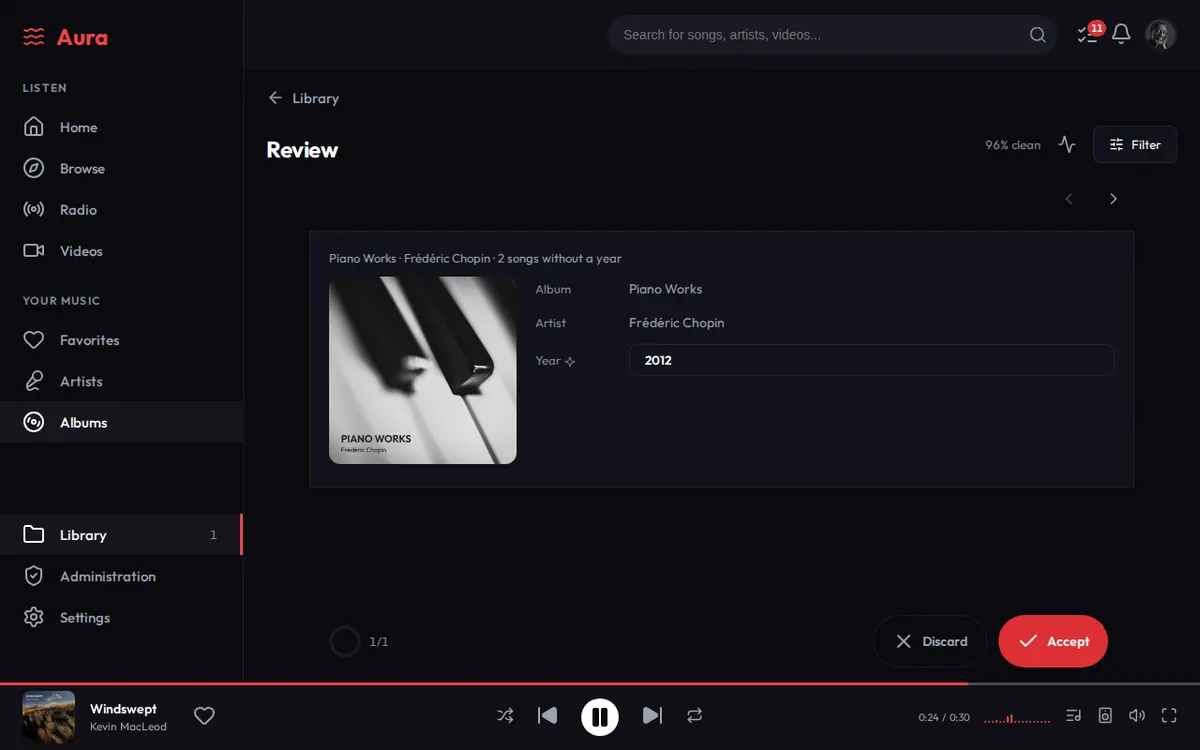 Aura
Search for songs, artists, videos...
11
LISTEN
Home
Browse
Radio
Videos
YOUR MUSIC
Favorites
Artists
Albums
Library
1
Administration
Settings
Library
Review
96% clean
Filter
Piano Works · Frédéric Chopin · 2 songs without a year
PIANO WORKS
Frédéric Chopin
Album
Piano Works
Artist
Frédéric Chopin
Year
2012
1/1
Discard
Accept
Windswept
Kevin MacLeod
0:24 / 0:30